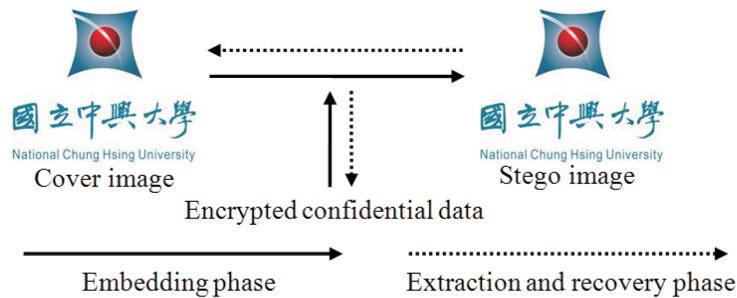 國立中興大學
National Chung Hsing University
Cover image
國立中興大學
National Chung Hsing University
Stego image
Encrypted confidential data
Embedding phase
Extraction and recovery phase